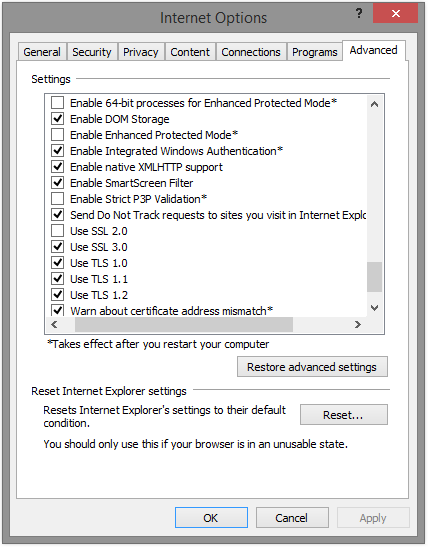 Internet Options
? X
General Security Privacy Content Connections Programs Advanced
Settings
Enable 64-bit processes for Enhanced Protected Mode*
Enable DOM Storage
Enable Enhanced Protected Mode*
Enable Integrated Windows Authentication*
Enable native XMLHTTP support
Enable SmartScreen Filter
Enable Strict P3P Validation*
Send Do Not Track requests to sites you visit in Internet Explo
Use SSL 2.0
Use SSL 3.0
Use TLS 1.0
Use TLS 1.1
Use TLS 1.2
Warn about certificate address mismatch*
*Takes effect after you restart your computer
Restore advanced settings
Reset Internet Explorer settings
Resets Internet Explorer's settings to their default
condition.
Reset...
You should only use this if your browser is in an unusable state.
OK Cancel Apply